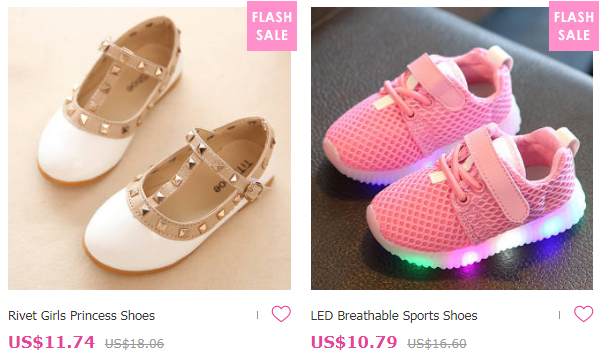 FLASH
SALE
FLASH
SALE
Rivet Girls Princess Shoes
LED Breathable Sports Shoes
US$11.74 US$18.06
US$10.79 US$16.60